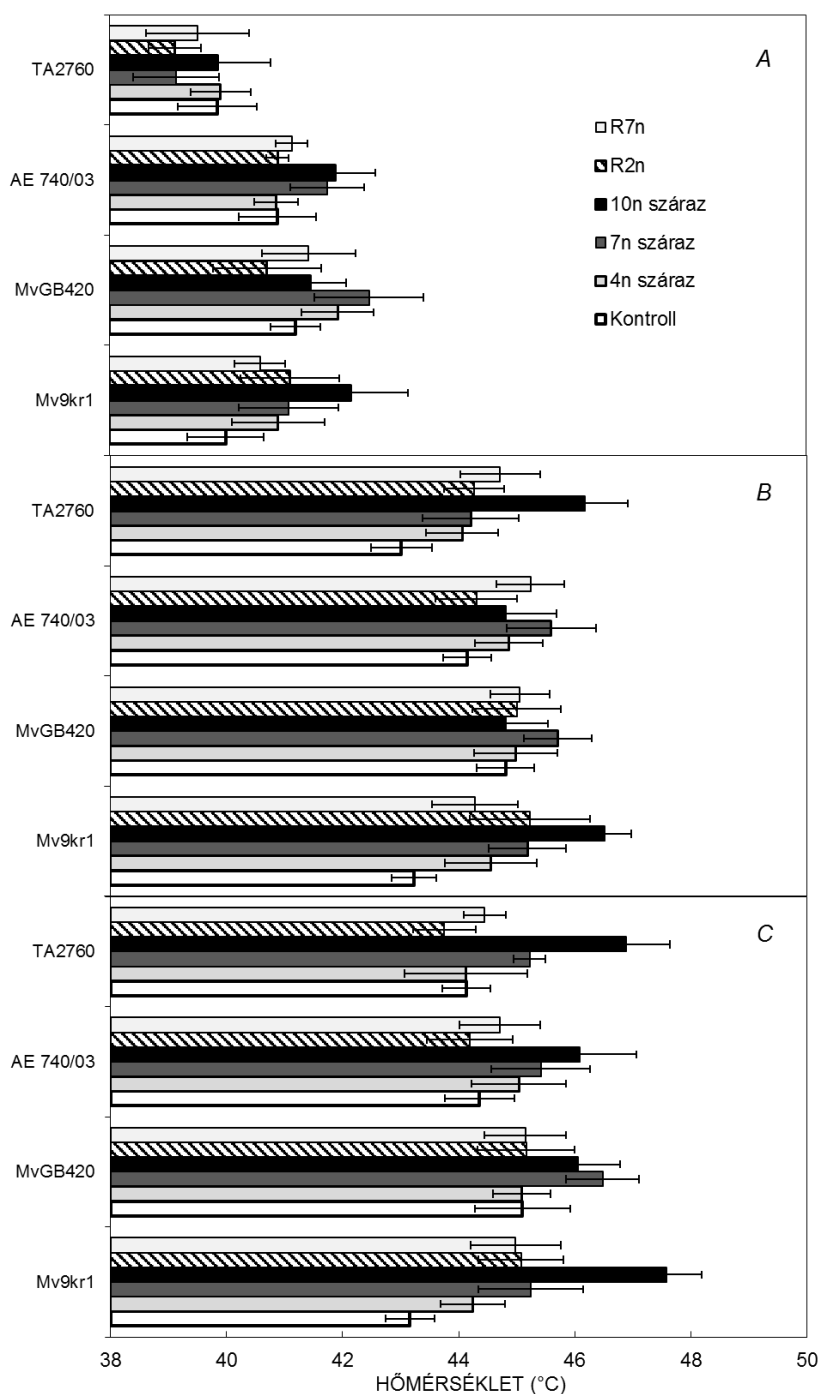 A
TA2760
AE 740/03
MvGB420
Mv9kr1
R7n
R2n
10n száraz
7n száraz
4n száraz
Kontroll
B
TA2760
AE 740/03
MvGB420
Mv9kr1
C
TA2760
AE 740/03
MvGB420
Mv9kr1
38 40 42 44 46 48 50
HŐMÉRSÉKLET (°C)